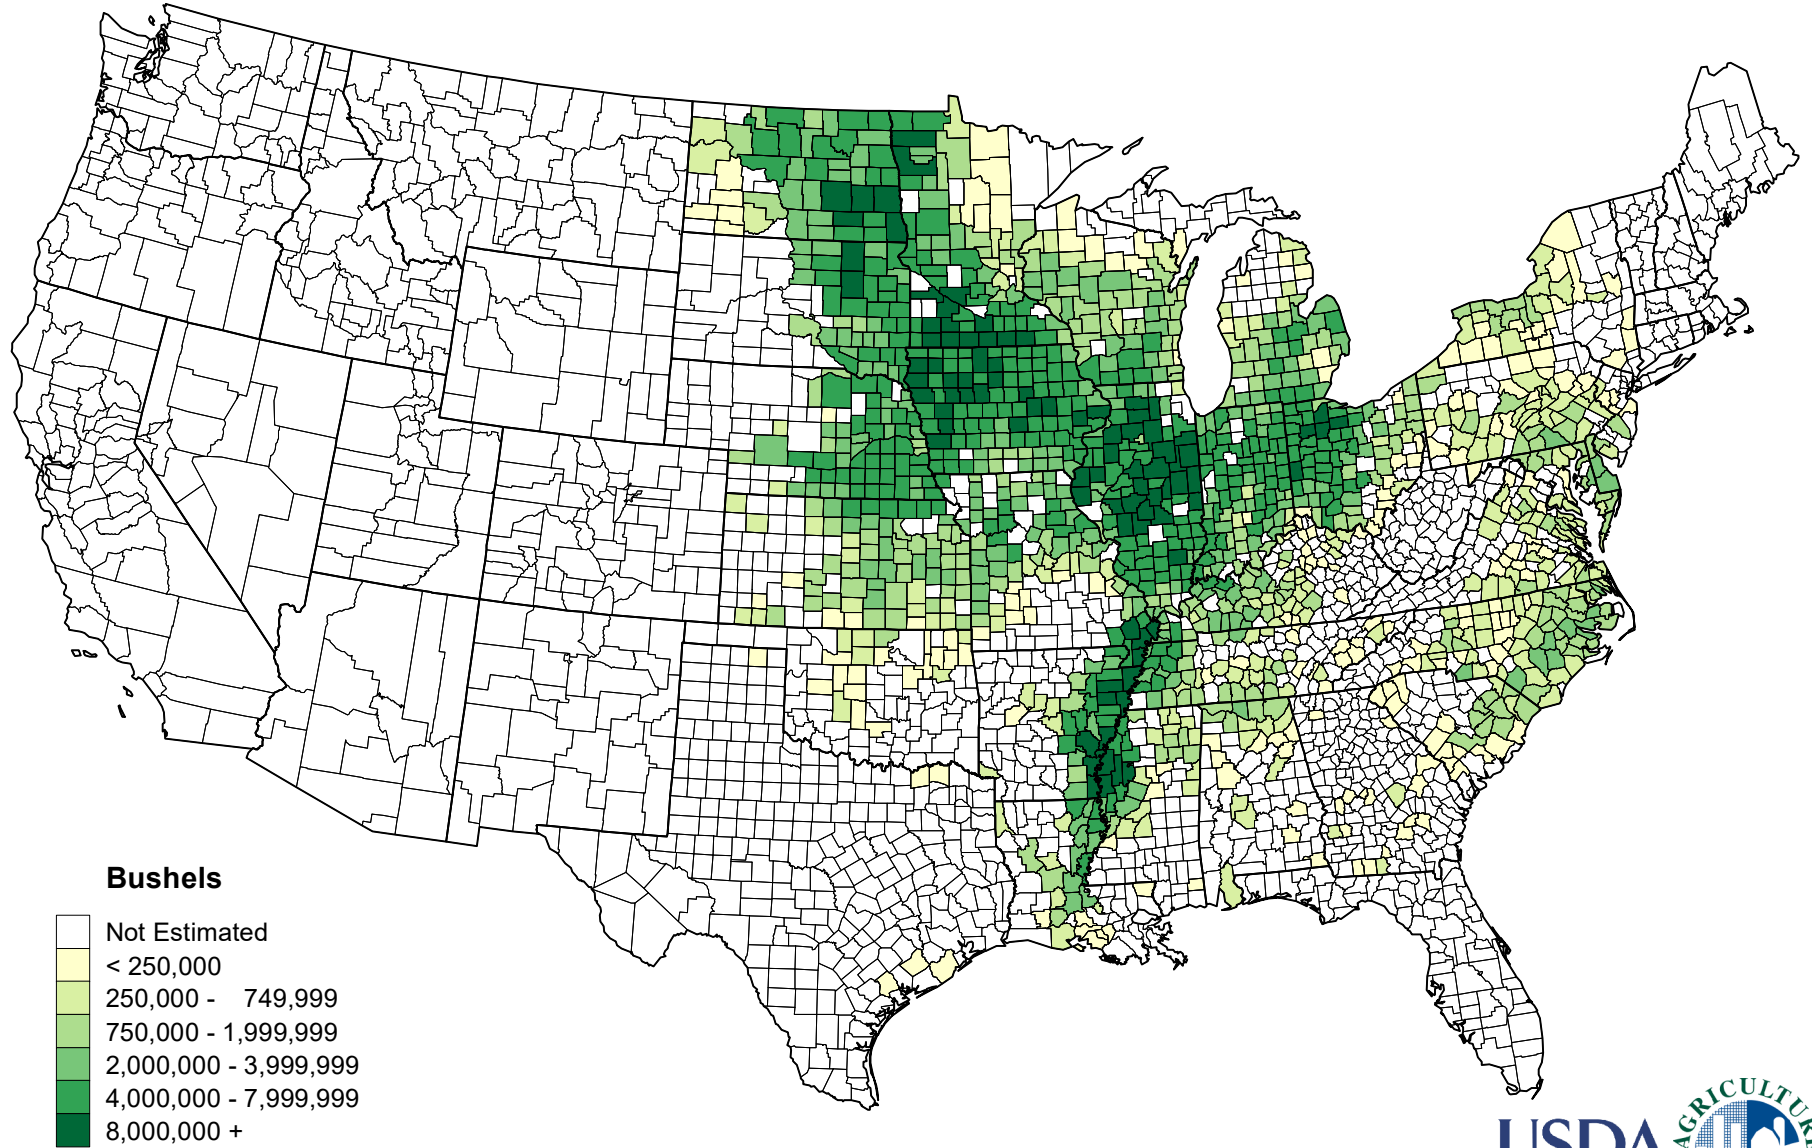 Bushels
Not Estimated
< 250,000
250,000 - 749,999
750,000 - 1,999,999
2,000,000 - 3,999,999
4,000,000 - 7,999,999
8,000,000 +
USDA